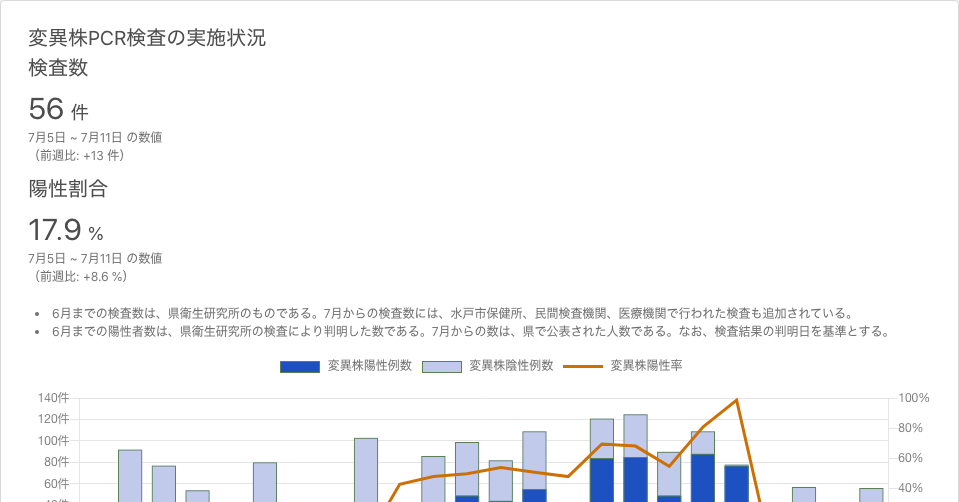 変異株PCR検査の実施状況
検査数
56 件
7月5日 ~ 7月11日 の数値
（前週比: +13 件）
陽性割合
17.9 %
7月5日 ~ 7月11日 の数値
（前週比: +8.6 %）
• 6月までの検査数は、県衛生研究所のものである。7月からの検査数には、水戸市保健所、民間検査機関、医療機関で行われた検査も追加されている。
• 6月までの陽性者数は、県衛生研究所の検査により判明した数である。7月からの数は、県で公表された人数である。なお、検査結果の判明日を基準とする。
変異株陽性例数 変異株陰性例数 変異株陽性率
140件 100%
120件 80%
100件
80件 60%
60件 40%